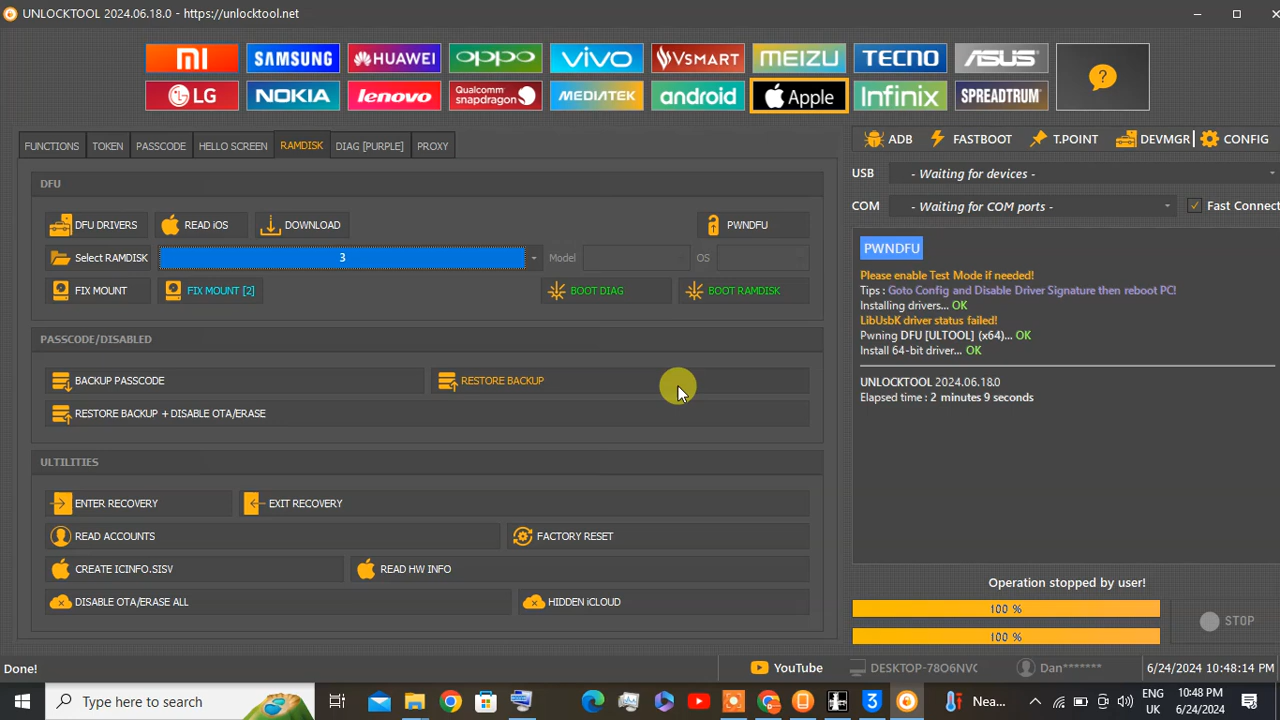 UNLOCKTOOL 2024.06.18.0 - https://unlocktool.net
MI SAMSUNG HUAWEI oppo vivo VSMART MEIZU TECNO ASUS ?
LG NOKIA lenovo Qualcomm snapdragon MEDIATEK android Apple Infinix SPREADTRUM
FUNCTIONS TOKEN PASSCODE HELLO SCREEN RAMDISK DIAG [PURPLE] PROXY
DFU
DFU DRIVERS READ iOS DOWNLOAD PWNDFU
Select RAMDISK 3 Model OS
FIX MOUNT FIX MOUNT [2] BOOT DIAG BOOT RAMDISK
PASSCODE/DISABLED
BACKUP PASSCODE RESTORE BACKUP
RESTORE BACKUP + DISABLE OTA/ERASE
ULTILITIES
ENTER RECOVERY EXIT RECOVERY
READ ACCOUNTS FACTORY RESET
CREATE ICINFO.SISV READ HW INFO
DISABLE OTA/ERASE ALL HIDDEN iCLOUD
ADB FASTBOOT T.POINT DEVMGR CONFIG
USB - Waiting for devices -
COM - Waiting for COM ports - Fast Connect
PWNDFU
Please enable Test Mode if needed!
Tips : Goto Config and Disable Driver Signature then reboot PC!
Installing drivers... OK
LibUsbK driver status failed!
Pwning DFU [ULTOOL] (x64)... OK
Install 64-bit driver... OK
UNLOCKTOOL 2024.06.18.0
Elapsed time : 2 minutes 9 seconds
Operation stopped by user!
100 %
100 %
STOP
Done! YouTube DESKTOP-78O6NVC Dan******* 6/24/2024 10:48:14 PM
Type here to search 3 Nea... ENG UK 10:48 PM 6/24/2024